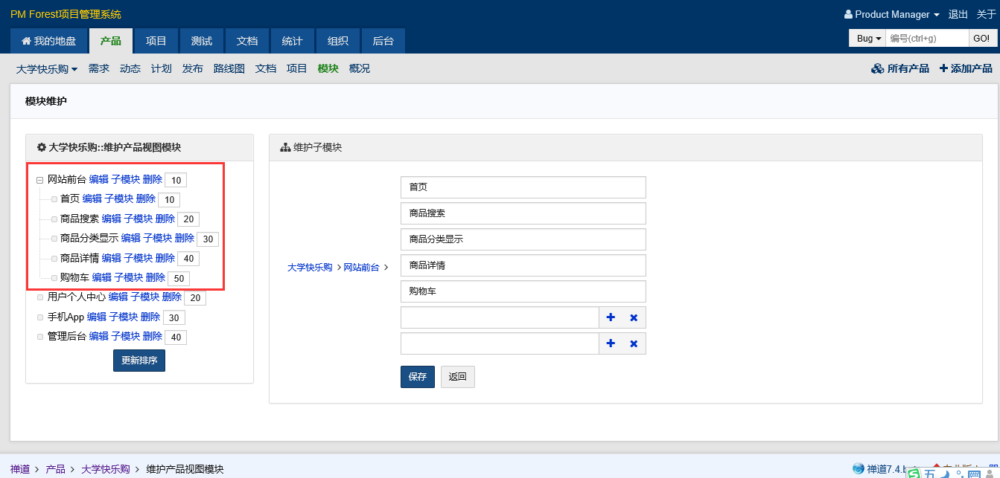 PM Forest项目管理系统 Product Manager 退出 关于
我的地盘 产品 项目 测试 文档 统计 组织 后台 Bug 编号(ctrl+g) GO!
大学快乐购 需求 动态 计划 发布 路线图 文档 项目 模块 概况 所有产品 添加产品
模块维护
大学快乐购::维护产品视图模块
网站前台 编辑 子模块 删除 10
首页 编辑 子模块 删除 10
商品搜索 编辑 子模块 删除 20
商品分类显示 编辑 子模块 删除 30
商品详情 编辑 子模块 删除 40
购物车 编辑 子模块 删除 50
用户个人中心 编辑 子模块 删除 20
手机App 编辑 子模块 删除 30
管理后台 编辑 子模块 删除 40
更新排序
维护子模块
大学快乐购 > 网站前台 >
首页
商品搜索
商品分类显示
商品详情
购物车
保存 返回
禅道 > 产品 > 大学快乐购 > 维护产品视图模块 禅道7.4.b
五